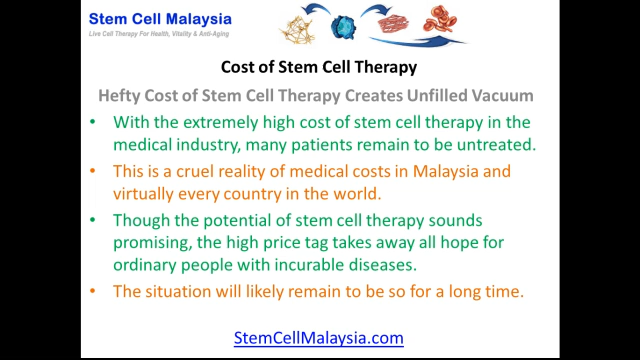 Stem Cell Malaysia
Live Cell Therapy For Health, Vitality & Anti-Aging
Cost of Stem Cell Therapy
Hefty Cost of Stem Cell Therapy Creates Unfilled Vacuum
• With the extremely high cost of stem cell therapy in the
medical industry, many patients remain to be untreated.
• This is a cruel reality of medical costs in Malaysia and
virtually every country in the world.
• Though the potential of stem cell therapy sounds
promising, the high price tag takes away all hope for
ordinary people with incurable diseases.
• The situation will likely remain to be so for a long time.
StemCellMalaysia.com